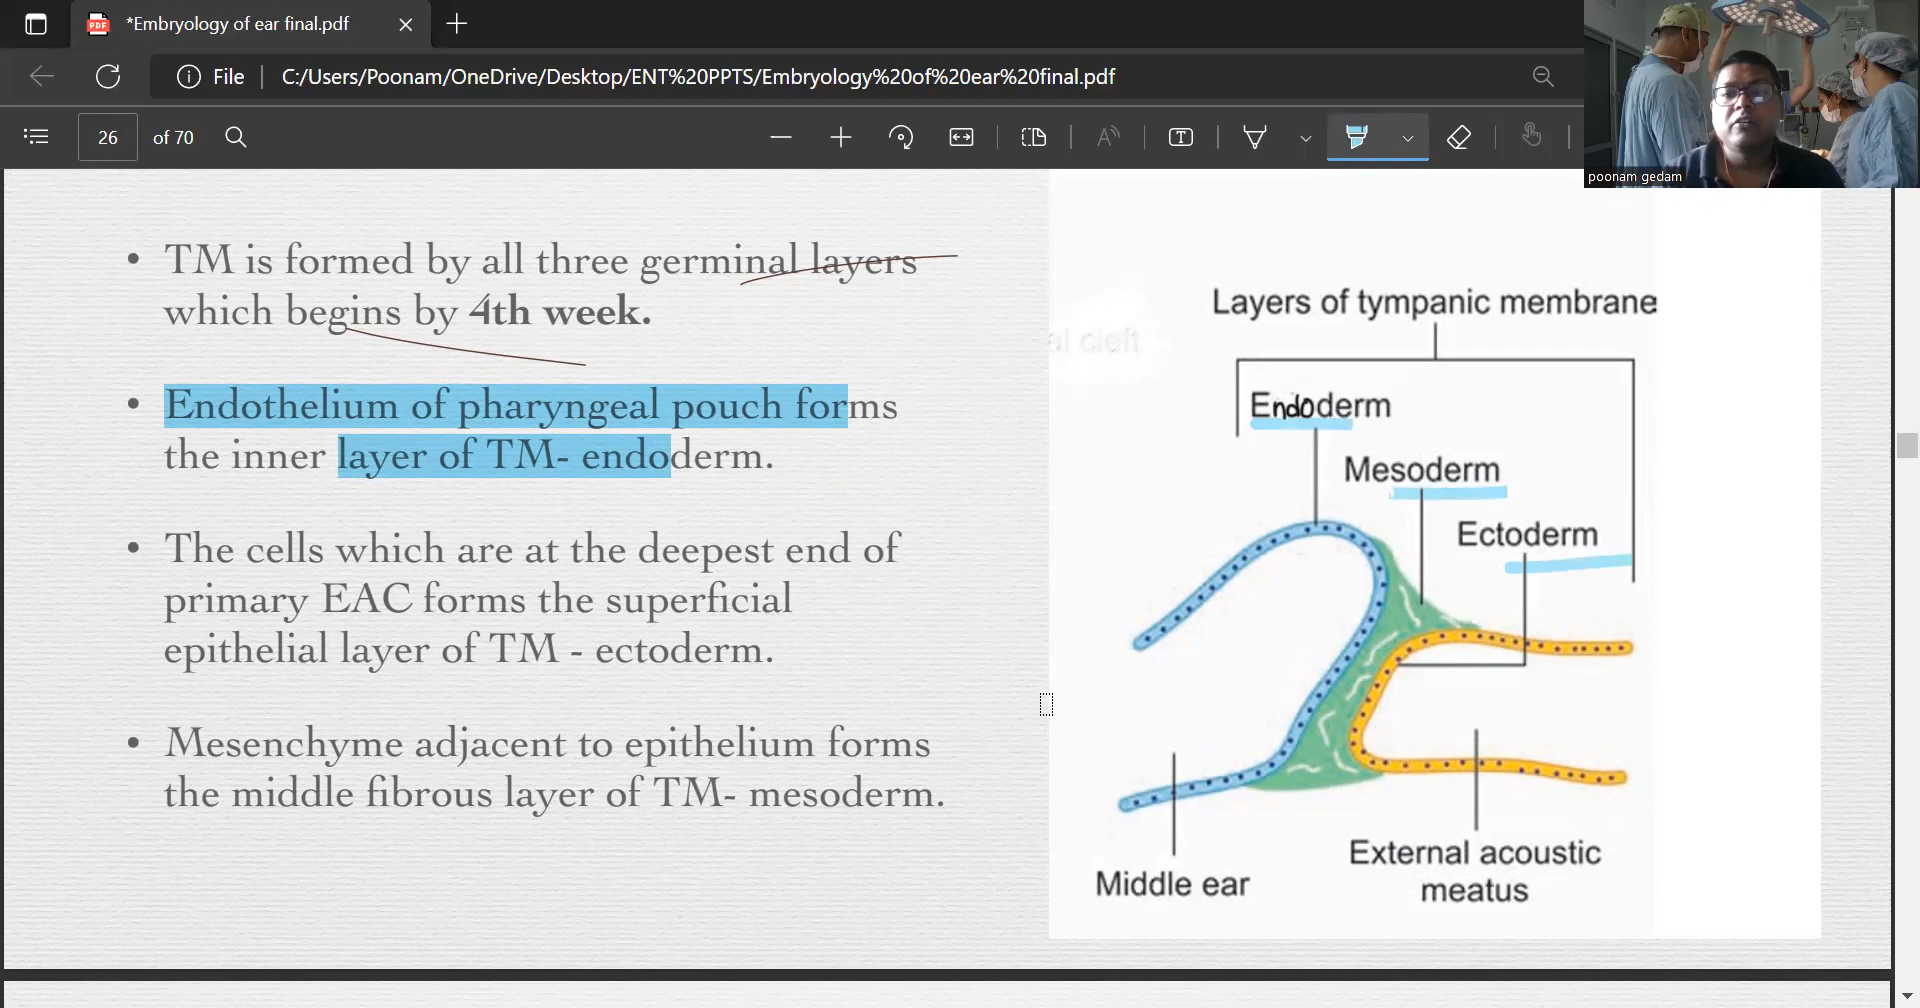 *Embryology of ear final.pdf
File
C:/Users/Poonam/OneDrive/Desktop/ENT%20PPTS/Embryology%20of%20ear%20final.pdf
26 of 70
poonam gedam
• TM is formed by all three germinal layers
which begins by 4th week.
• Endothelium of pharyngeal pouch forms
the inner layer of TM- endoderm.
• The cells which are at the deepest end of
primary EAC forms the superficial
epithelial layer of TM - ectoderm.
• Mesenchyme adjacent to epithelium forms
the middle fibrous layer of TM- mesoderm.
al cleft
Layers of tympanic membrane
Endoderm
Mesoderm
Ectoderm
Middle ear
External acoustic
meatus